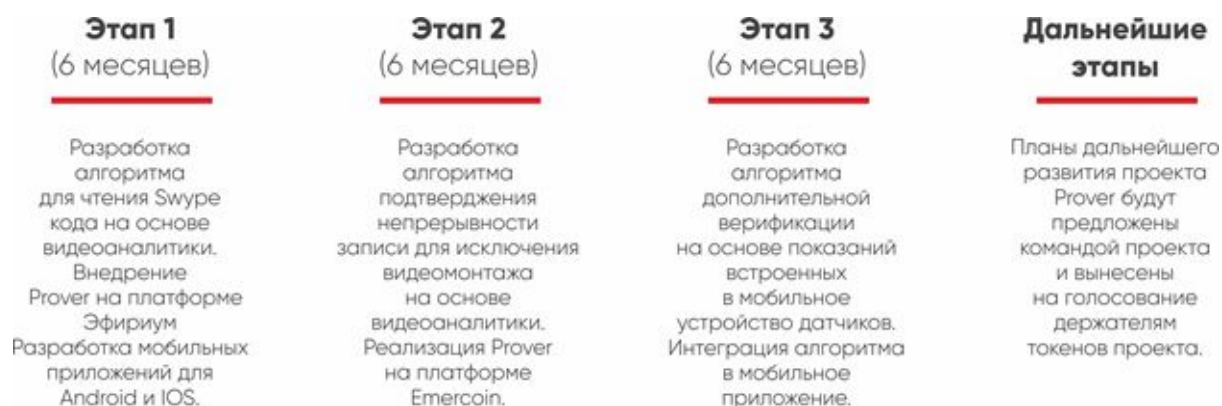 Этап 1
(6 месяцев)
Разработка
алгоритма
для чтения Swype
кода на основе
видеоаналитики.
Внедрение
Prover на платформе
Эфириум
Разработка мобильных
приложений для
Android и IOS.
Этап 2
(6 месяцев)
Разработка
алгоритма
подтверждения
непрерывности
записи для исключения
видеомонтажа
на основе
видеоаналитики.
Реализация Prover
на платформе
Emercoin.
Этап 3
(6 месяцев)
Разработка
алгоритма
дополнительной
верификации
на основе показаний
встроенных
в мобильное
устройство датчиков.
Интеграция алгоритма
в мобильное
приложение.
Дальнейшие
этапы
Планы дальнейшего
развития проекта
Prover будут
предложены
командой проекта
и вынесены
на голосование
держателям
токенов проекта.